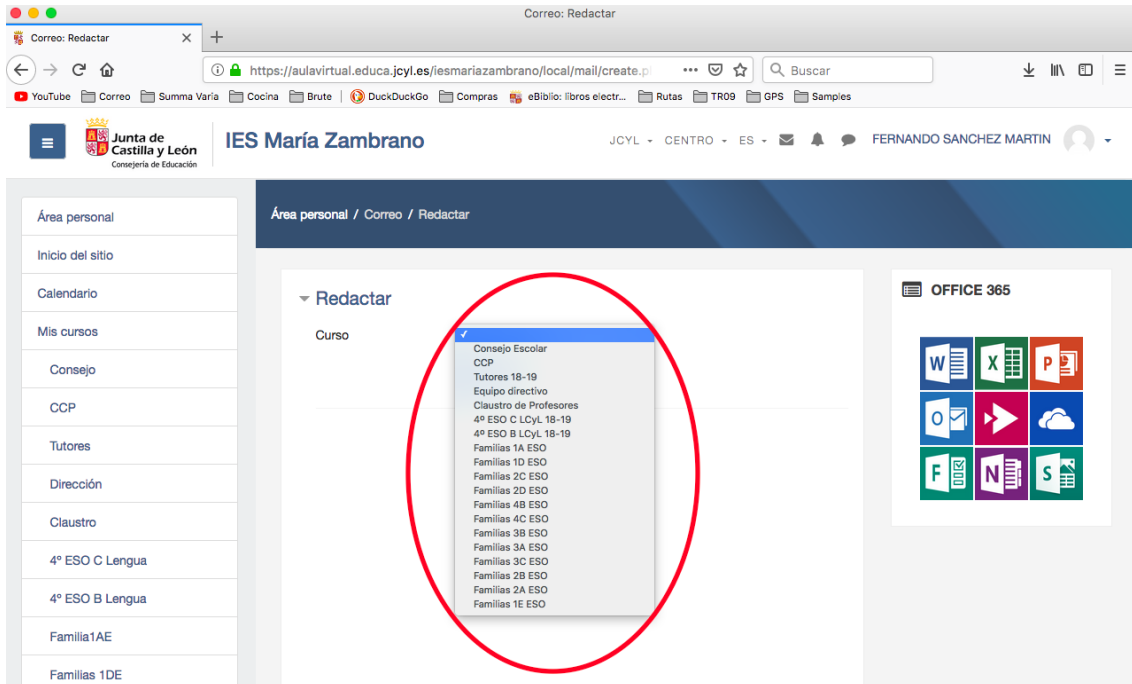 Correo: Redactar
Correo: Redactar
https://aulavirtual.educa.jcyl.es/iesmariazambrano/local/mail/create.p
Buscar
YouTube Correo Summa Varia Cocina Brute DuckDuckGo Compras eBiblio: libros electr... Rutas TR09 GPS Samples
Junta de
Castilla y León
Consejería de Educación
IES María Zambrano
JCYL CENTRO ES FERNANDO SANCHEZ MARTIN
Área personal / Correo / Redactar
Área personal
Inicio del sitio
Calendario
Mis cursos
Consejo
CCP
Tutores
Dirección
Claustro
4º ESO C Lengua
4º ESO B Lengua
Familia1AE
Familias 1DE
Redactar
Curso
Consejo Escolar
CCP
Tutores 18-19
Equipo directivo
Claustro de Profesores
4º ESO C LCyL 18-19
4º ESO B LCyL 18-19
Familias 1A ESO
Familias 1D ESO
Familias 2C ESO
Familias 2D ESO
Familias 4B ESO
Familias 4C ESO
Familias 3B ESO
Familias 3A ESO
Familias 3C ESO
Familias 2B ESO
Familias 2A ESO
Familias 1E ESO
OFFICE 365
W X P
O
F N S